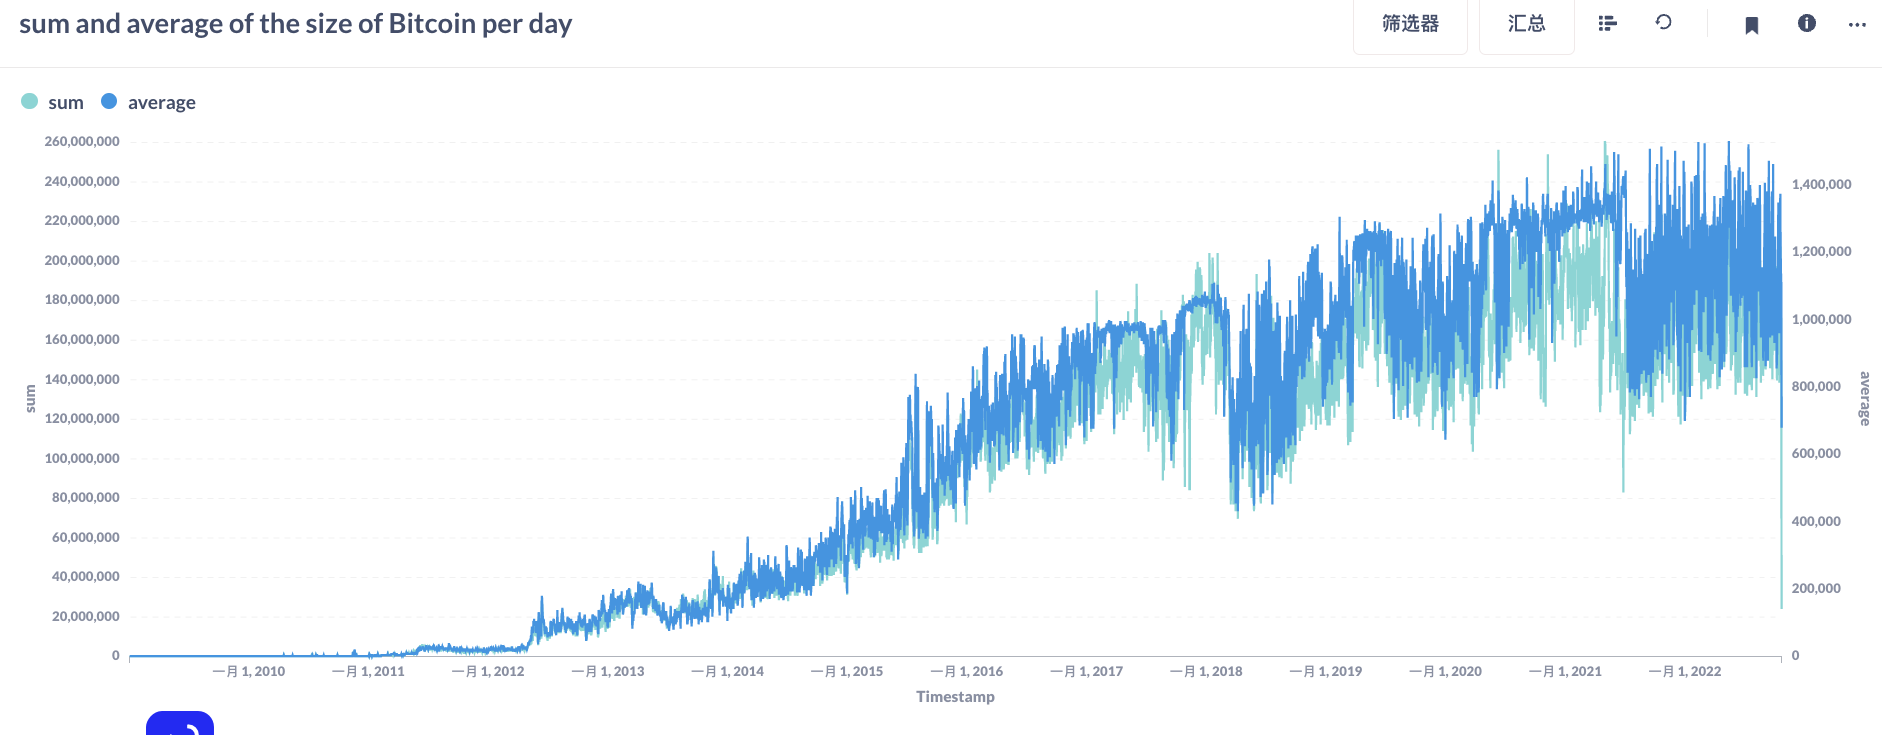 sum and average of the size of Bitcoin per day
筛选器
汇总
sum
average
260,000,000
240,000,000
220,000,000
200,000,000
180,000,000
160,000,000
140,000,000
120,000,000
100,000,000
80,000,000
60,000,000
40,000,000
20,000,000
0
sum
1,400,000
1,200,000
1,000,000
800,000
600,000
400,000
200,000
0
average
一月 1, 2010
一月 1, 2011
一月 1, 2012
一月 1, 2013
一月 1, 2014
一月 1, 2015
一月 1, 2016
一月 1, 2017
一月 1, 2018
一月 1, 2019
一月 1, 2020
一月 1, 2021
一月 1, 2022
Timestamp